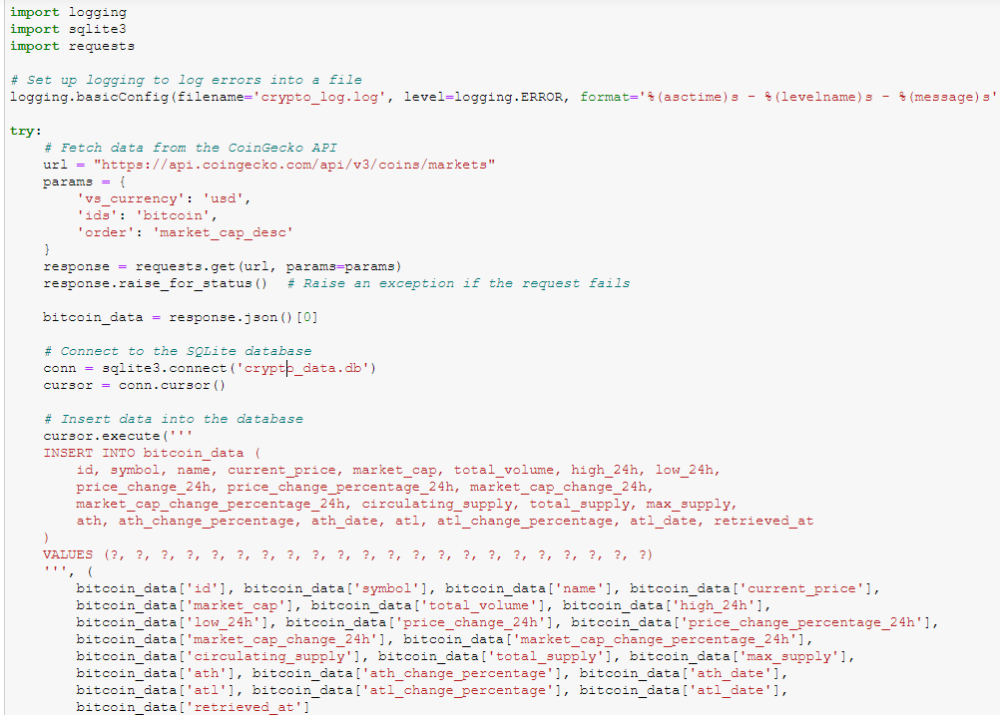 import logging
import sqlite3
import requests

# Set up logging to log errors into a file
logging.basicConfig(filename='crypto_log.log', level=logging.ERROR, format='%(asctime)s - %(levelname)s - %(message)s'

try:
    # Fetch data from the CoinGecko API
    url = "https://api.coingecko.com/api/v3/coins/markets"
    params = {
        'vs_currency': 'usd',
        'ids': 'bitcoin',
        'order': 'market_cap_desc'
    }
    response = requests.get(url, params=params)
    response.raise_for_status()  # Raise an exception if the request fails

    bitcoin_data = response.json()[0]

    # Connect to the SQLite database
    conn = sqlite3.connect('crypto_data.db')
    cursor = conn.cursor()

    # Insert data into the database
    cursor.execute('''
    INSERT INTO bitcoin_data (
        id, symbol, name, current_price, market_cap, total_volume, high_24h, low_24h,
        price_change_24h, price_change_percentage_24h, market_cap_change_24h,
        market_cap_change_percentage_24h, circulating_supply, total_supply, max_supply,
        ath, ath_change_percentage, ath_date, atl, atl_change_percentage, atl_date, retrieved_at
    )
    VALUES (?, ?, ?, ?, ?, ?, ?, ?, ?, ?, ?, ?, ?, ?, ?, ?, ?, ?, ?, ?, ?, ?)
    ''', (
        bitcoin_data['id'], bitcoin_data['symbol'], bitcoin_data['name'], bitcoin_data['current_price'],
        bitcoin_data['market_cap'], bitcoin_data['total_volume'], bitcoin_data['high_24h'],
        bitcoin_data['low_24h'], bitcoin_data['price_change_24h'], bitcoin_data['price_change_percentage_24h'],
        bitcoin_data['market_cap_change_24h'], bitcoin_data['market_cap_change_percentage_24h'],
        bitcoin_data['circulating_supply'], bitcoin_data['total_supply'], bitcoin_data['max_supply'],
        bitcoin_data['ath'], bitcoin_data['ath_change_percentage'], bitcoin_data['ath_date'],
        bitcoin_data['atl'], bitcoin_data['atl_change_percentage'], bitcoin_data['atl_date'],
        bitcoin_data['retrieved_at']